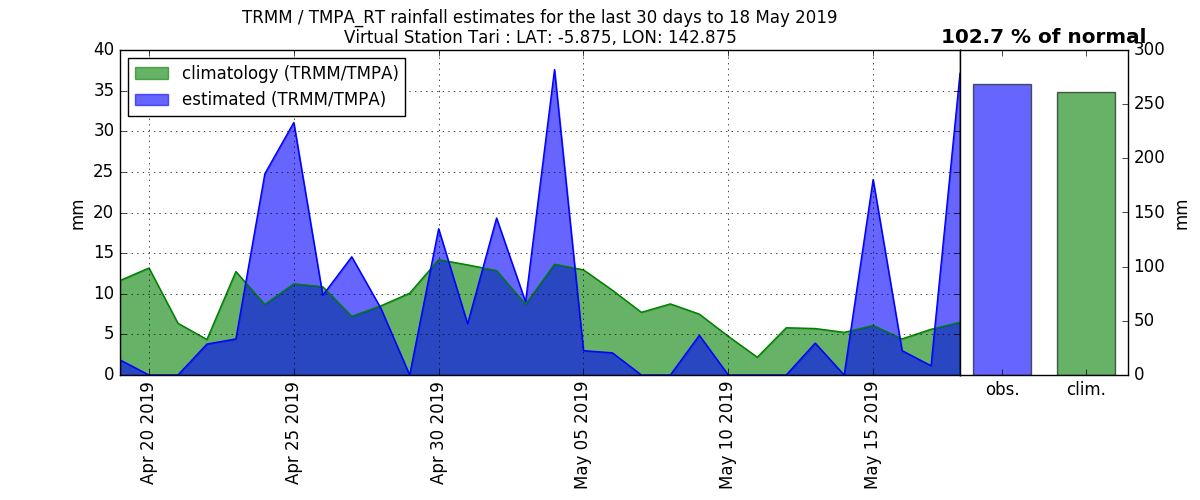 TRMM / TMPA_RT rainfall estimates for the last 30 days to 18 May 2019
Virtual Station Tari : LAT: -5.875, LON: 142.875
102.7 % of normal
climatology (TRMM/TMPA)
estimated (TRMM/TMPA)
mm
40
35
30
25
20
15
10
5
0
Apr 20 2019
Apr 25 2019
Apr 30 2019
May 05 2019
May 10 2019
May 15 2019
300
250
200
150
100
50
0
mm
obs.
clim.